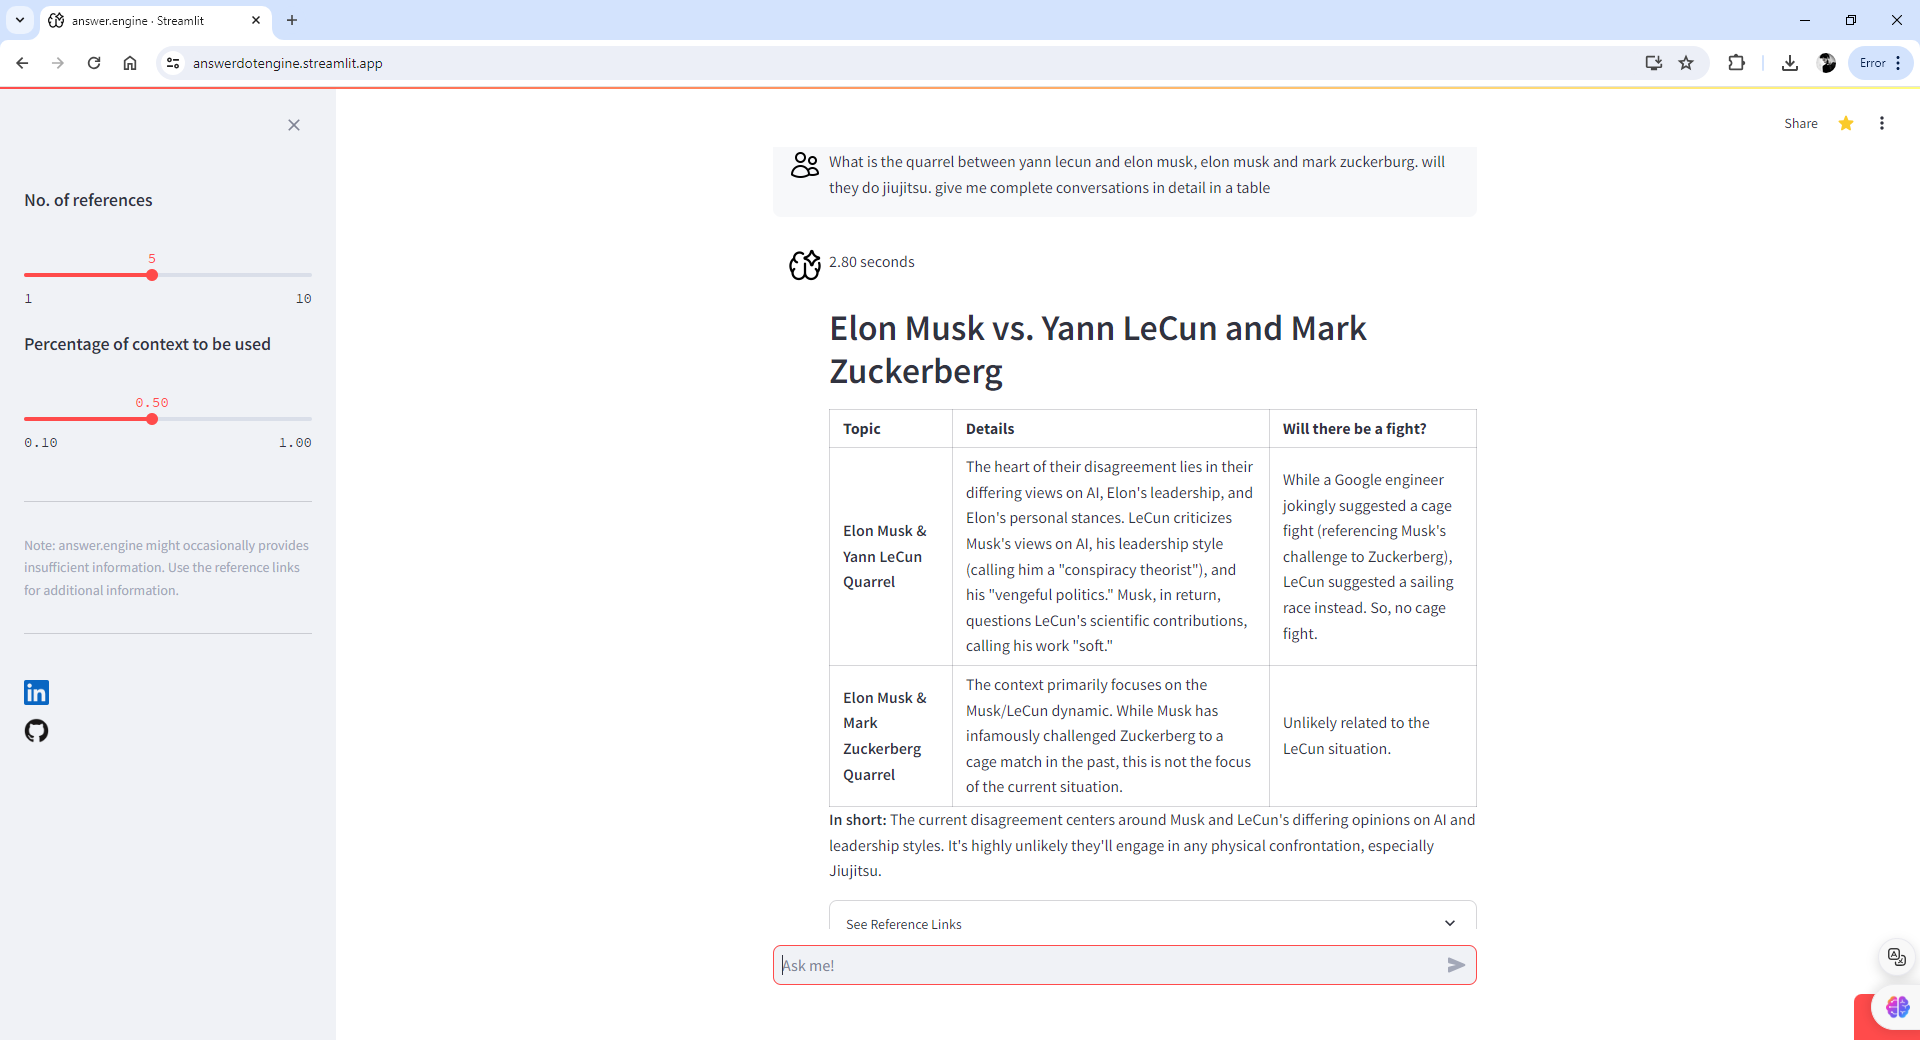 answer.engine · Streamlit
answerdotengine.streamlit.app
Error
Share
No. of references
5
1
10
Percentage of context to be used
0.50
0.10
1.00
Note: answer.engine might occasionally provides
insufficient information. Use the reference links
for additional information.
What is the quarrel between yann lecun and elon musk, elon musk and mark zuckerburg. will
they do jiujitsu. give me complete conversations in detail in a table
2.80 seconds
Elon Musk vs. Yann LeCun and Mark
Zuckerberg
Topic
Details
Will there be a fight?
Elon Musk &
Yann LeCun
Quarrel
The heart of their disagreement lies in their
differing views on AI, Elon's leadership, and
Elon's personal stances. LeCun criticizes
Musk's views on AI, his leadership style
(calling him a "conspiracy theorist"), and
his "vengeful politics." Musk, in return,
questions LeCun's scientific contributions,
calling his work "soft."
While a Google engineer
jokingly suggested a cage
fight (referencing Musk's
challenge to Zuckerberg),
LeCun suggested a sailing
race instead. So, no cage
fight.
Elon Musk &
Mark
Zuckerberg
Quarrel
The context primarily focuses on the
Musk/LeCun dynamic. While Musk has
infamously challenged Zuckerberg to a
cage match in the past, this is not the focus
of the current situation.
Unlikely related to the
LeCun situation.
In short: The current disagreement centers around Musk and LeCun's differing opinions on AI and
leadership styles. It's highly unlikely they'll engage in any physical confrontation, especially
Jiujitsu.
See Reference Links
Ask me!